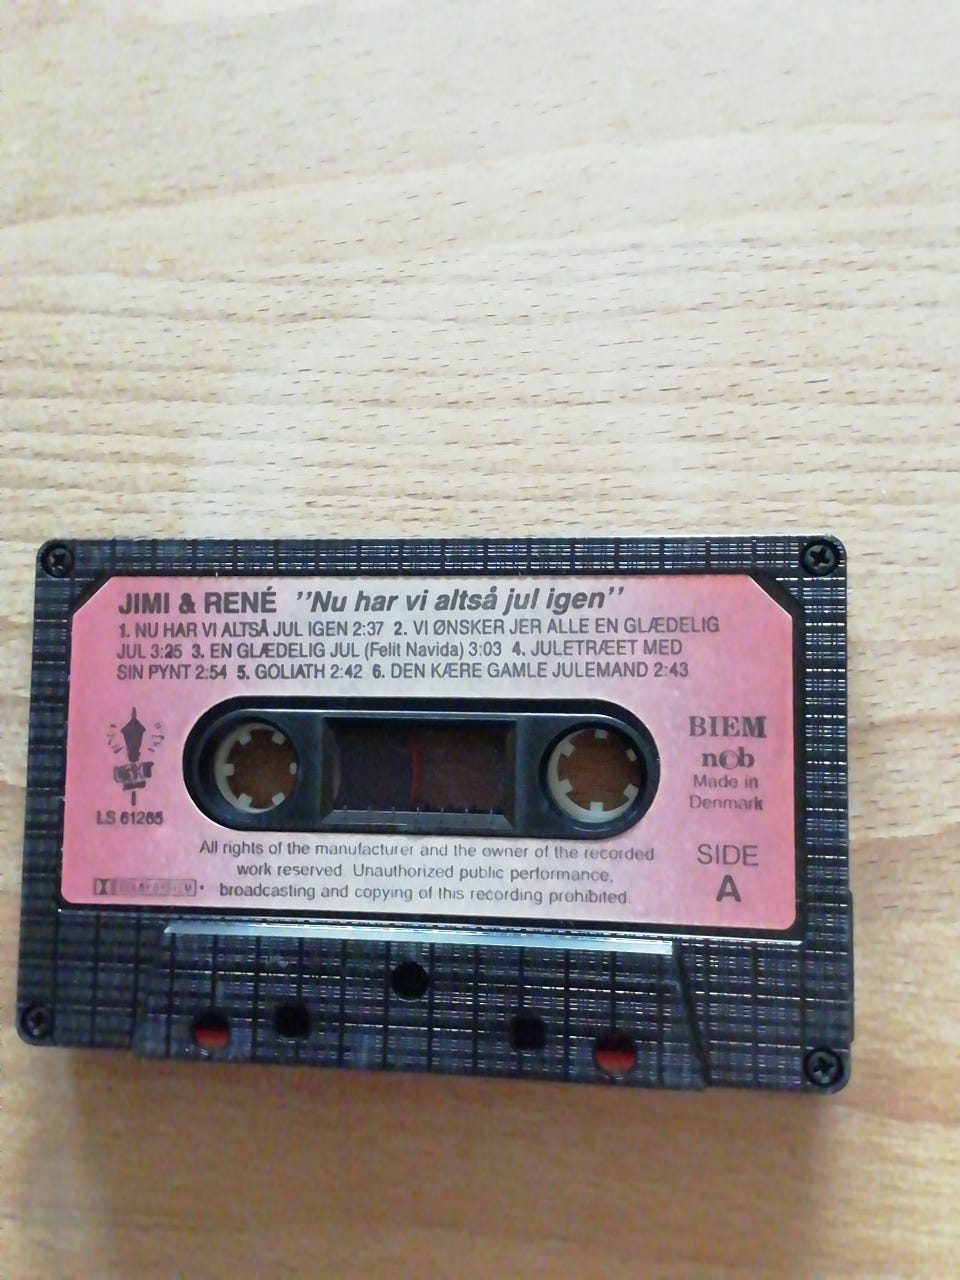 JIMI & RENÉ "Nu har vi altså jul igen"
1. NU HAR VI ALTSÅ JUL IGEN 2:37 2. VI ØNSKER JER ALLE EN GLÆDELIG
JUL 3:25 3. EN GLÆDELIG JUL (Felit Navida) 3:03 4. JULETRÆET MED
SIN PYNT 2:54 5. GOLIATH 2:42 6. DEN KÆRE GAMLE JULEMAND 2:43
BIEM
n©b
Made in
Denmark
LS 61265
SIDE
A
All rights of the manufacturer and the owner of the recorded
work reserved. Unauthorized public performance,
broadcasting and copying of this recording prohibited.
DOLBY SYSTEM